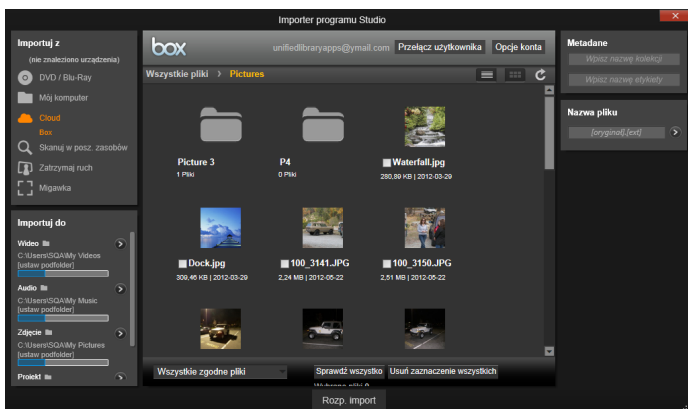 Importer programu Studio
Importuj z
(nie znaleziono urządzenia)
DVD / Blu-Ray
Mój komputer
Cloud
Box
Skanuj w posz. zasobów
Zatrzymaj ruch
Migawka
Importuj do
Wideo
C:\Users\SQA\My Videos
[ustaw podfolder]
Audio
C:\Users\SQA\My Music
[ustaw podfolder]
Zdjęcie
C:\Users\SQA\My Pictures
[ustaw podfolder]
Projekt
box
unifiedlibraryapps@ymail.com Przełącz użytkownika Opcje konta
Wszystkie pliki > Pictures
Picture 3 P4 Waterfall.jpg
1 Pliki 0 Pliki 280,89 KB | 2012-03-29
Dock.jpg 100_3141.JPG 100_3150.JPG
309,46 KB | 2012-03-29 2,24 MB | 2012-05-22 2,51 MB | 2012-05-22
Wszystkie zgodne pliki Sprawdź wszystko Usuń zaznaczenie wszystkich
Wybrane pliki 0
Rozp. import
Metadane
Wpisz nazwę kolekcji
Wpisz nazwę etykiety
Nazwa pliku
[oryginał].[ext]